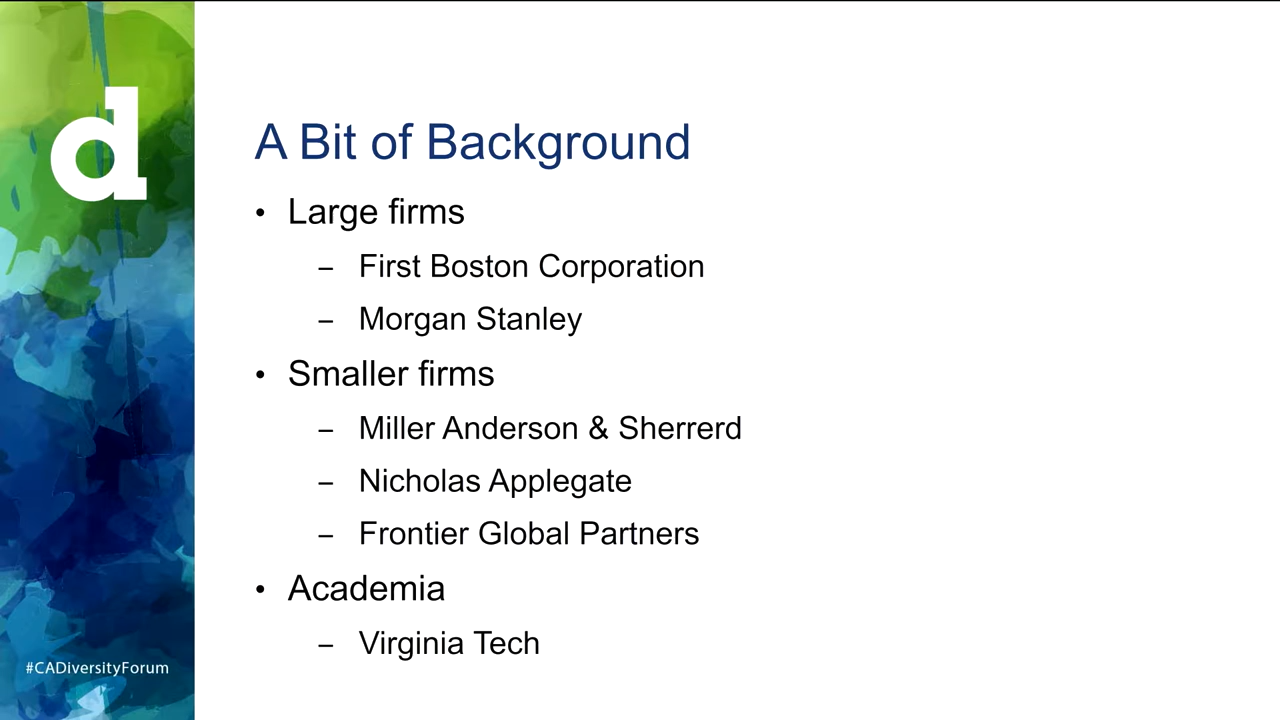 d
A Bit of Background
• Large firms
– First Boston Corporation
– Morgan Stanley
• Smaller firms
– Miller Anderson & Sherrerd
– Nicholas Applegate
– Frontier Global Partners
• Academia
– Virginia Tech
#CADiversityForum